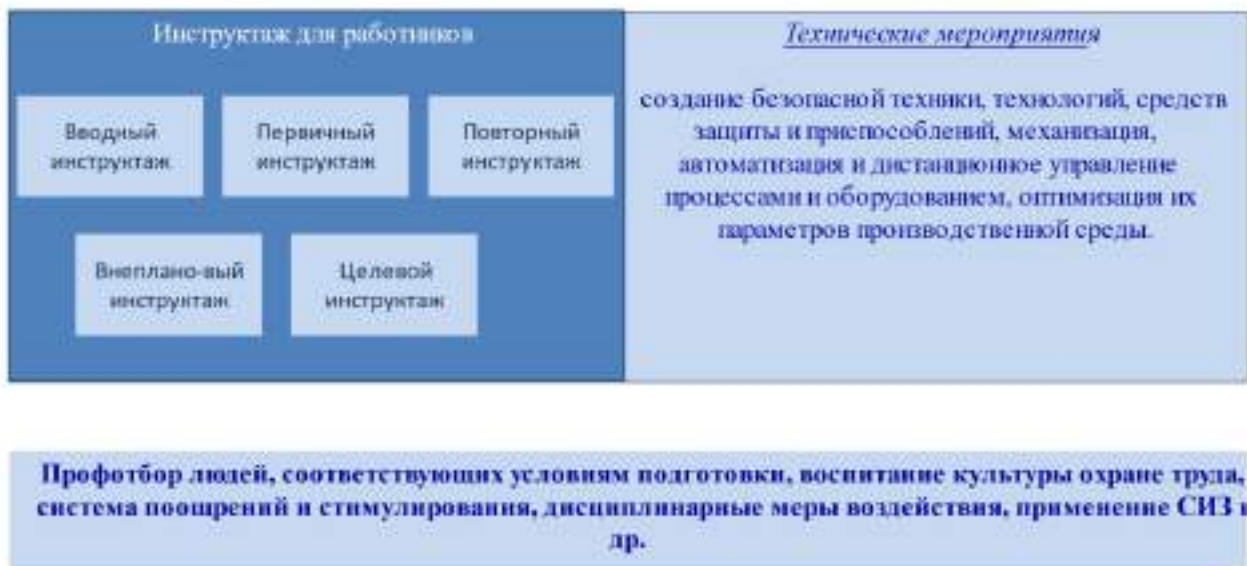 Инструктаж для работников
Вводный
инструктаж
Первичный
инструктаж
Повторный
инструктаж
Внеплано-вый
инструктаж
Целевой
инструктаж
Технические мероприятия
создание безопасной техники, технологий, средств
защиты и приспособлений, механизация,
автоматизация и дистанционное управление
процессами и оборудованием, оптимизация их
параметров производственной среды.
Профотбор людей, соответствующих условиям подготовки, воспитание культуры охране труда,
система поощрений и стимулирования, дисциплинарные меры воздействия, применение СИЗ и
др.